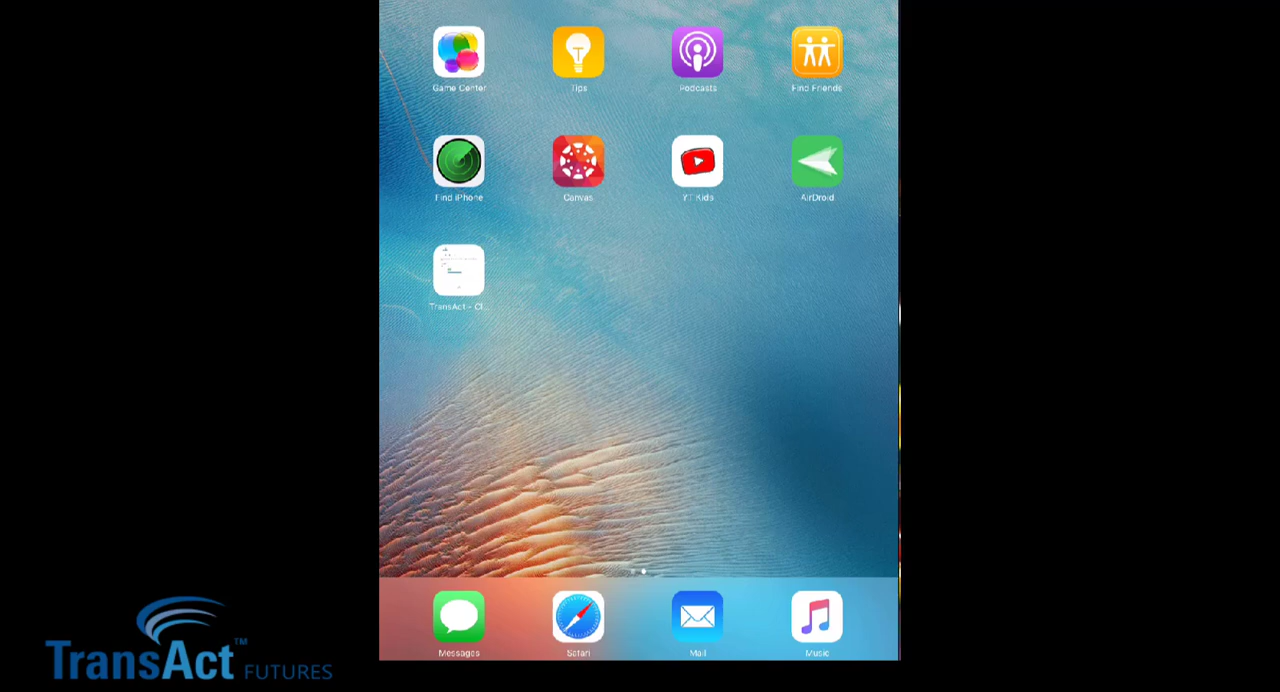 Game Center
Tips
Podcasts
Find Friends
Find iPhone
Canvas
YT Kids
AirDroid
TransAct - Cl...
Messages
Safari
Mail
Music
TransAct™ FUTURES